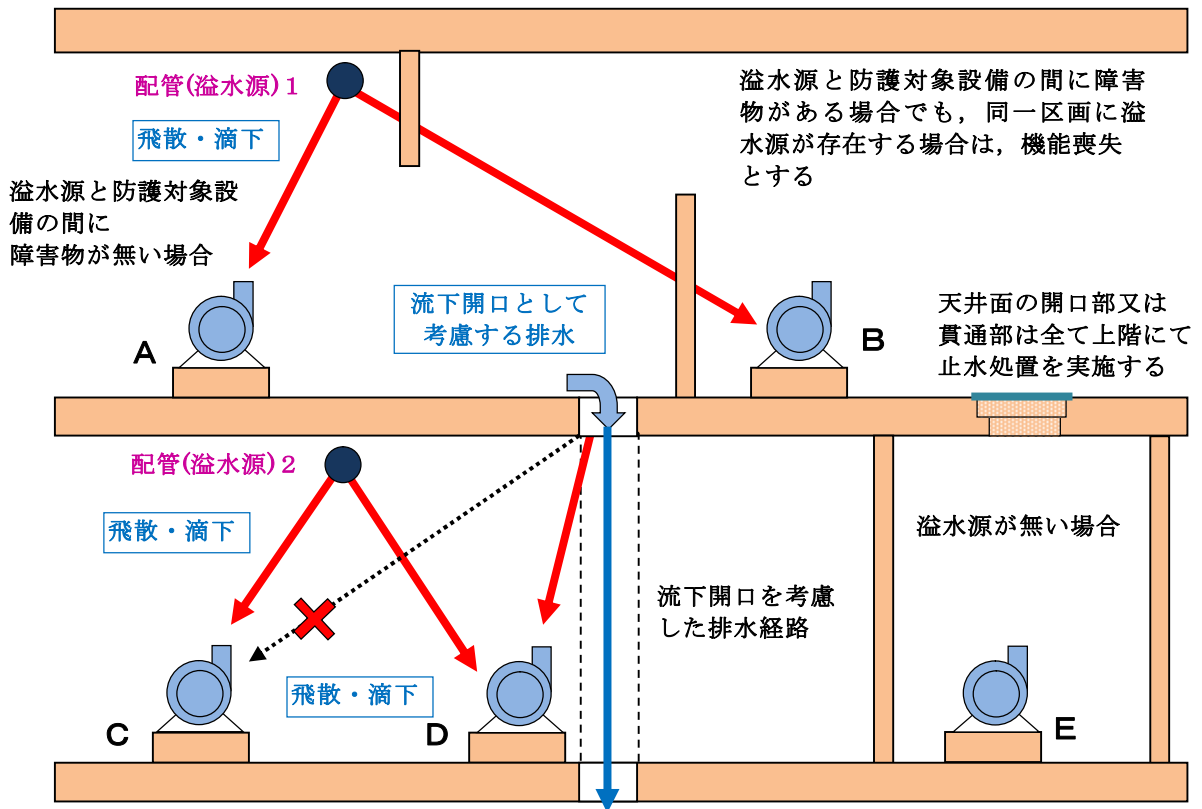 配管(溢水源)1
飛散・滴下
溢水源と防護対象設
備の間に
障害物が無い場合
溢水源と防護対象設備の間に障害
物がある場合でも，同一区画に溢
水源が存在する場合は，機能喪失
とする
A
流下開口として
考慮する排水
B
天井面の開口部又は
貫通部は全て上階にて
止水処置を実施する
配管(溢水源)2
飛散・滴下
溢水源が無い場合
流下開口を考慮
した排水経路
飛散・滴下
C
D
E